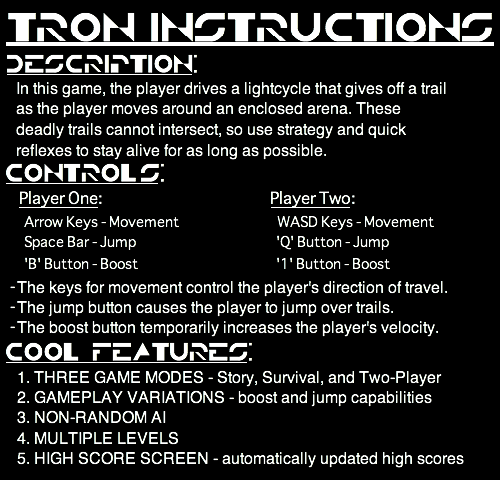 TRON INSTRUCTIONS
DESCRIPTION:
In this game, the player drives a lightcycle that gives off a trail
as the player moves around an enclosed arena. These
deadly trails cannot intersect, so use strategy and quick
reflexes to stay alive for as long as possible.
CONTROLS:
Player One: Player Two:
Arrow Keys - Movement WASD Keys - Movement
Space Bar - Jump 'Q' Button - Jump
'B' Button - Boost '1' Button - Boost
-The keys for movement control the player's direction of travel.
-The jump button causes the player to jump over trails.
-The boost button temporarily increases the player's velocity.
COOL FEATURES:
1. THREE GAME MODES - Story, Survival, and Two-Player
2. GAMEPLAY VARIATIONS - boost and jump capabilities
3. NON-RANDOM AI
4. MULTIPLE LEVELS
5. HIGH SCORE SCREEN - automatically updated high scores